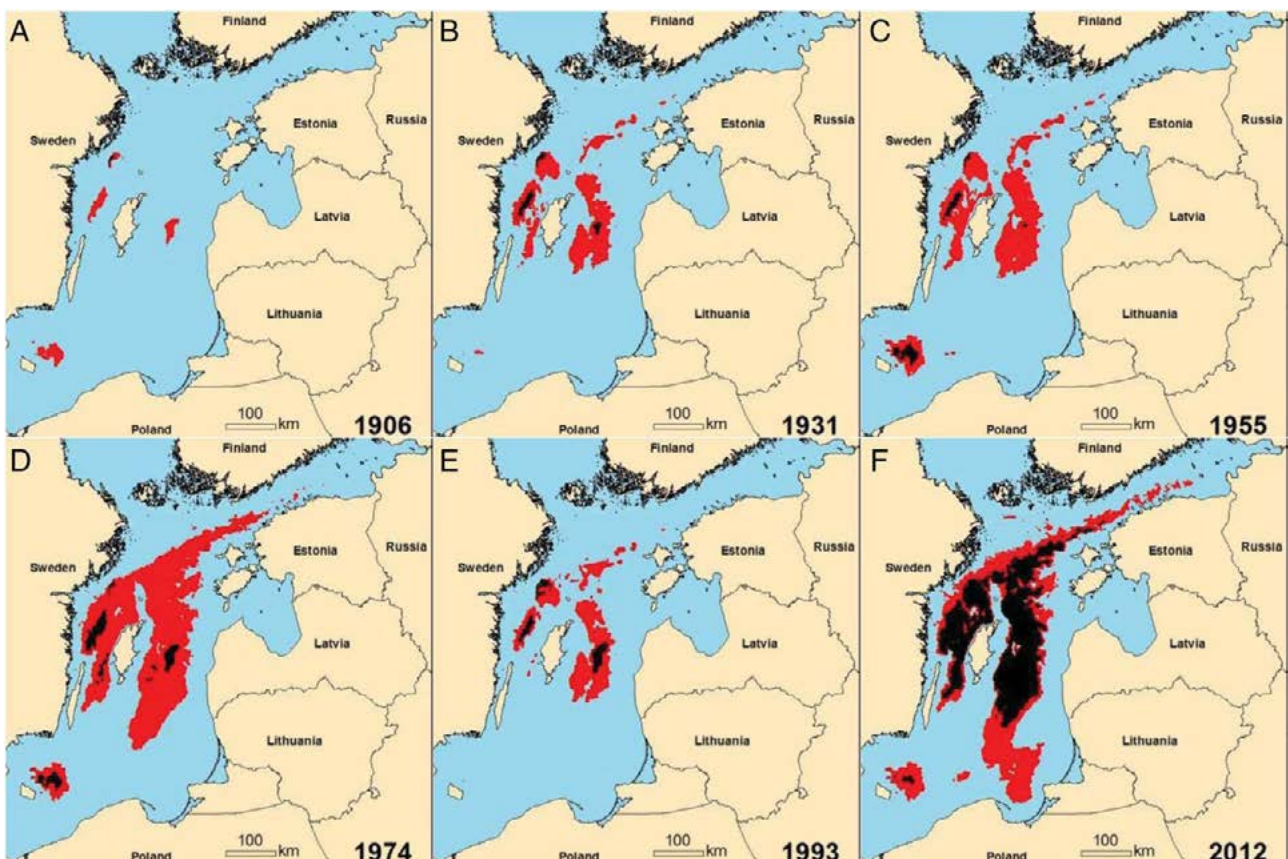 A
Finland
Sweden
Estonia
Russia
Latvia
Lithuania
Poland
100
km
1906
B
Finland
Sweden
Estonia
Russia
Latvia
Lithuania
Poland
100
km
1931
C
Finland
Sweden
Estonia
Russia
Latvia
Lithuania
Poland
100
km
1955
D
Finland
Sweden
Estonia
Russia
Latvia
Lithuania
Poland
100
km
1974
E
Finland
Sweden
Estonia
Russia
Latvia
Lithuania
Poland
100
km
1993
F
Finland
Sweden
Estonia
Russia
Latvia
Lithuania
Poland
100
km
2012